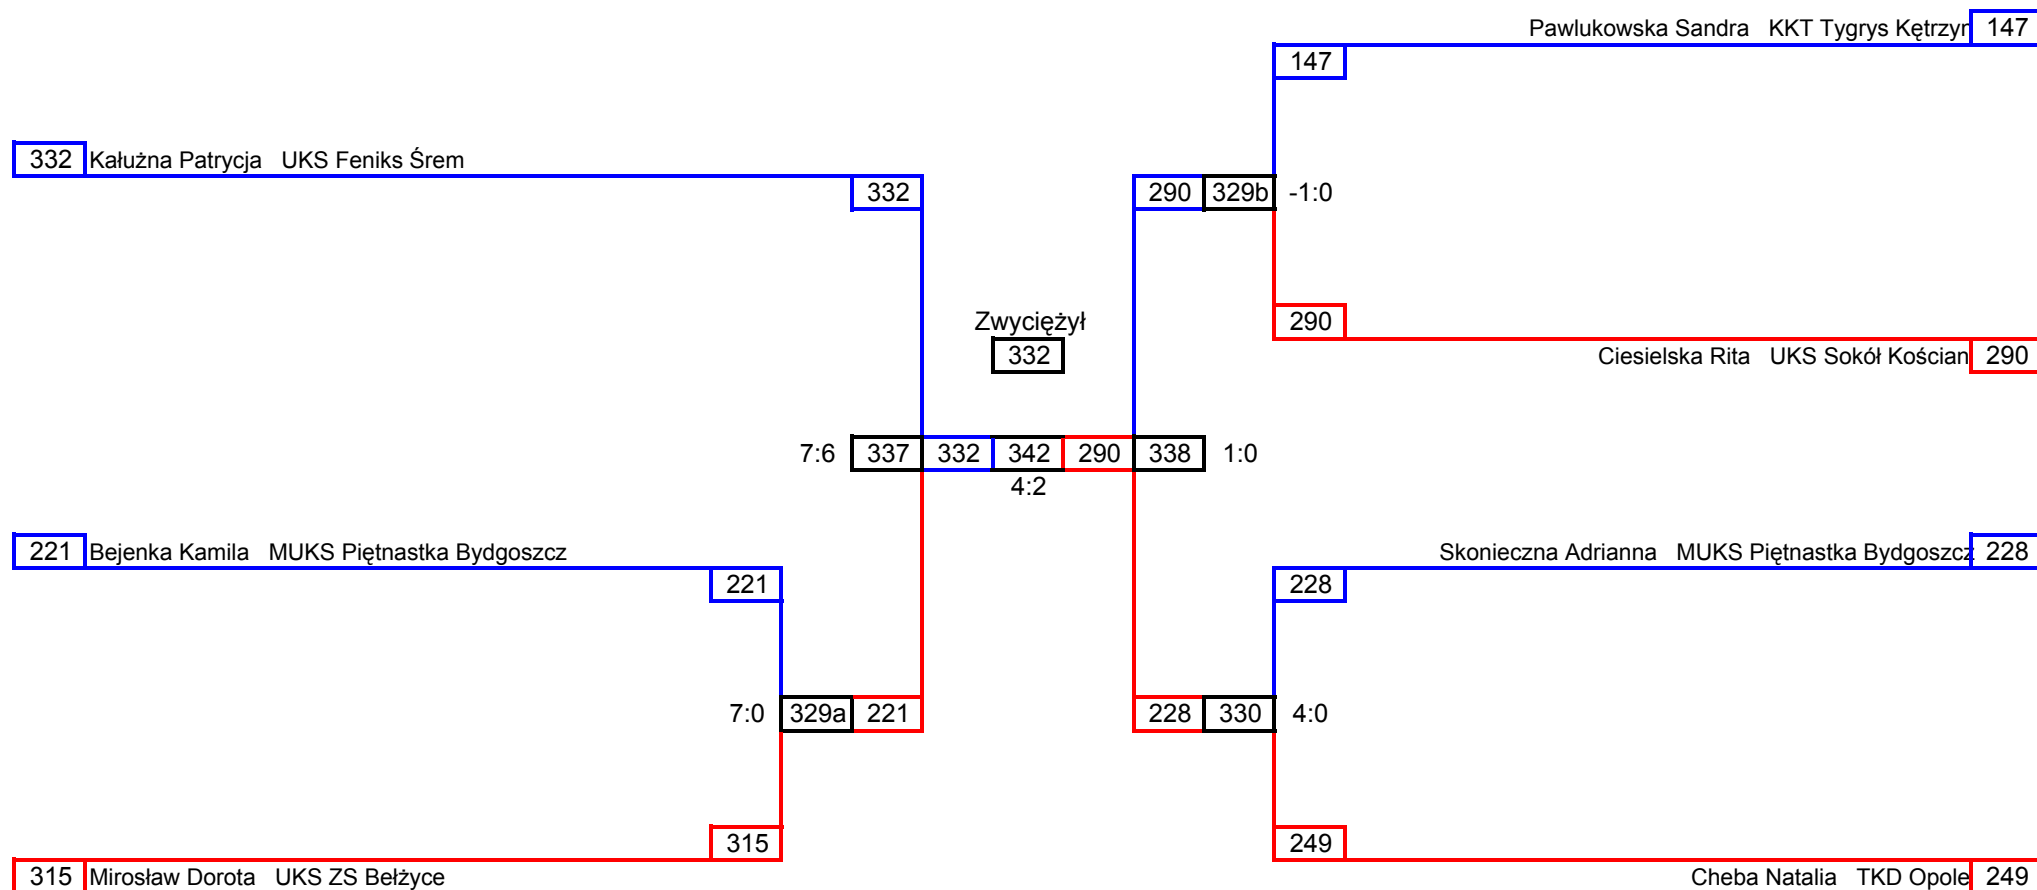 Pawlukowska Sandra KKT Tygrys Kętrzyn 147
147
332 Kałużna Patrycja UKS Feniks Śrem
332 290 329b -1:0
290
Zwyciężył
332
Ciesielska Rita UKS Sokół Kościan 290
7:6 337 332 342 290 338 1:0
4:2
221 Bejenka Kamila MUKS Piętnastka Bydgoszcz
Skonieczna Adrianna MUKS Piętnastka Bydgoszcz 228
221
228
7:0 329a 221
228 330 4:0
315
249
315 Mirosław Dorota UKS ZS Bełżyce
Cheba Natalia TKD Opole 249